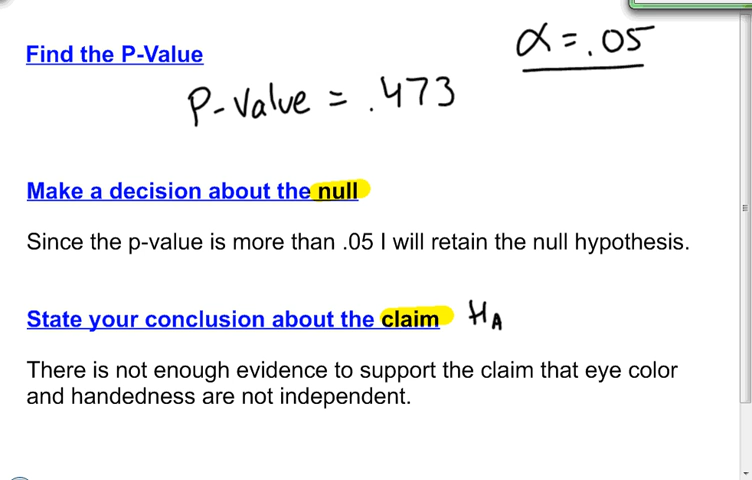 Find the P-Value
α = .05
P-Value = .473
Make a decision about the null
Since the p-value is more than .05 I will retain the null hypothesis.
State your conclusion about the claim HA
There is not enough evidence to support the claim that eye color
and handedness are not independent.